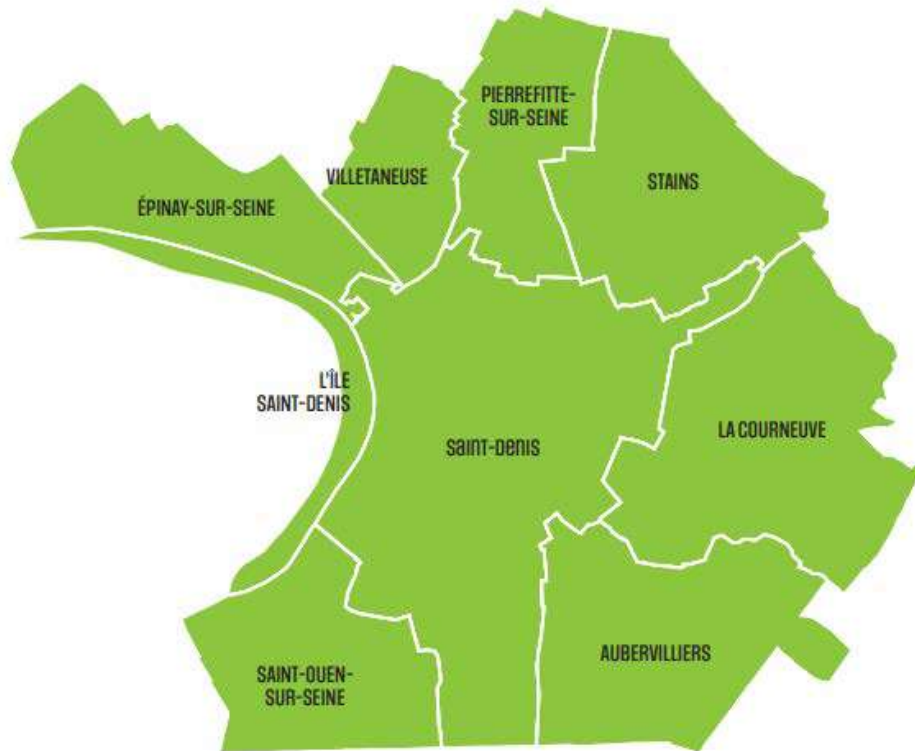 PIERREFITTE-
SUR-SEINE
VILLETANEUSE
STAINS
ÉPINAY-SUR-SEINE
L'ÎLE
SAINT-DENIS
LA COURNEUVE
saint-denis
AUBERVILLIERS
SAINT-OUEN-
SUR-SEINE